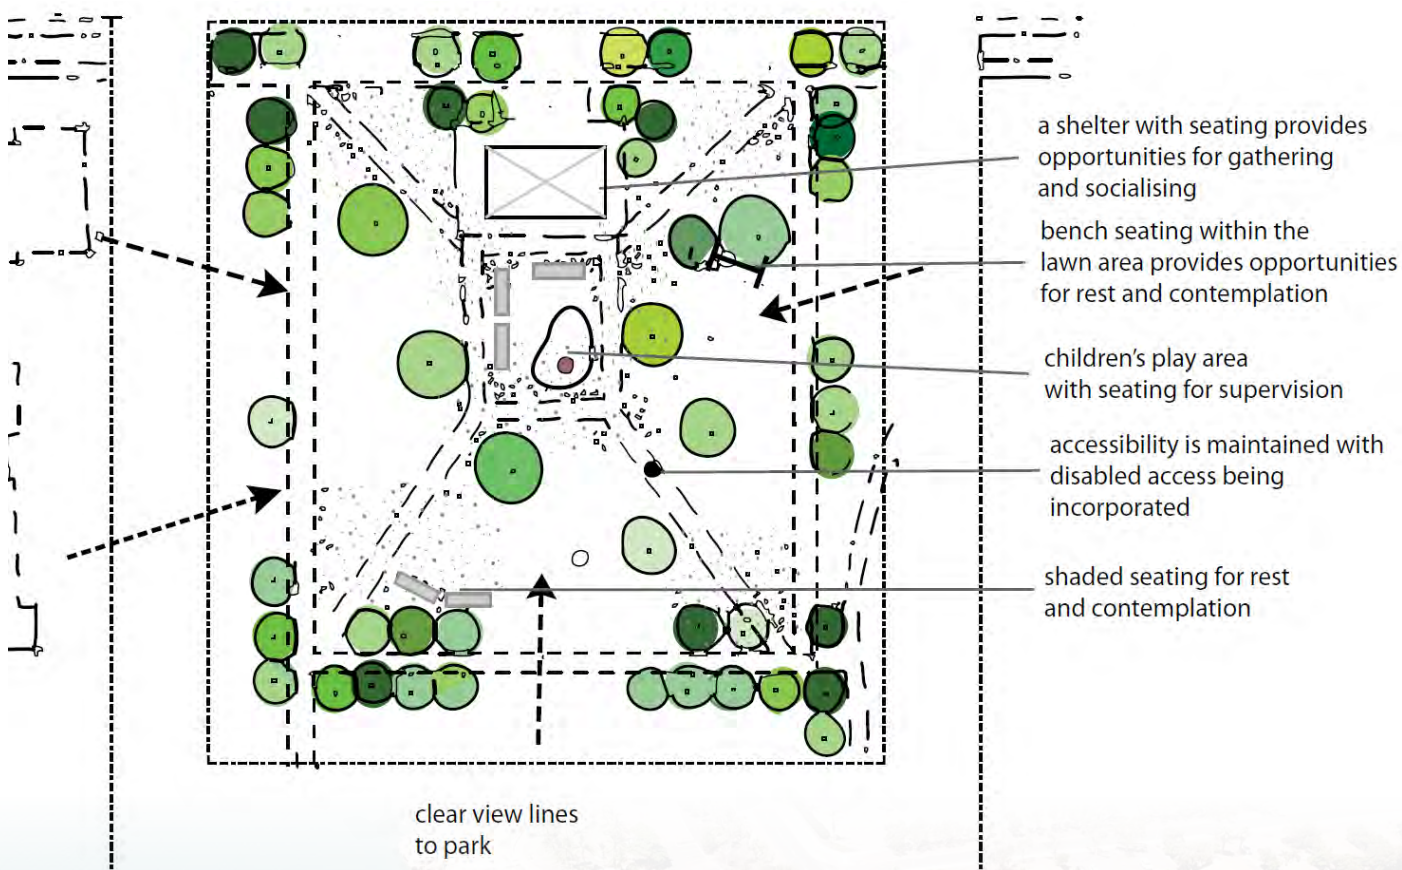 a shelter with seating provides
opportunities for gathering
and socialising
bench seating within the
lawn area provides opportunities
for rest and contemplation
children’s play area
with seating for supervision
accessibility is maintained with
disabled access being
incorporated
shaded seating for rest
and contemplation
clear view lines
to park